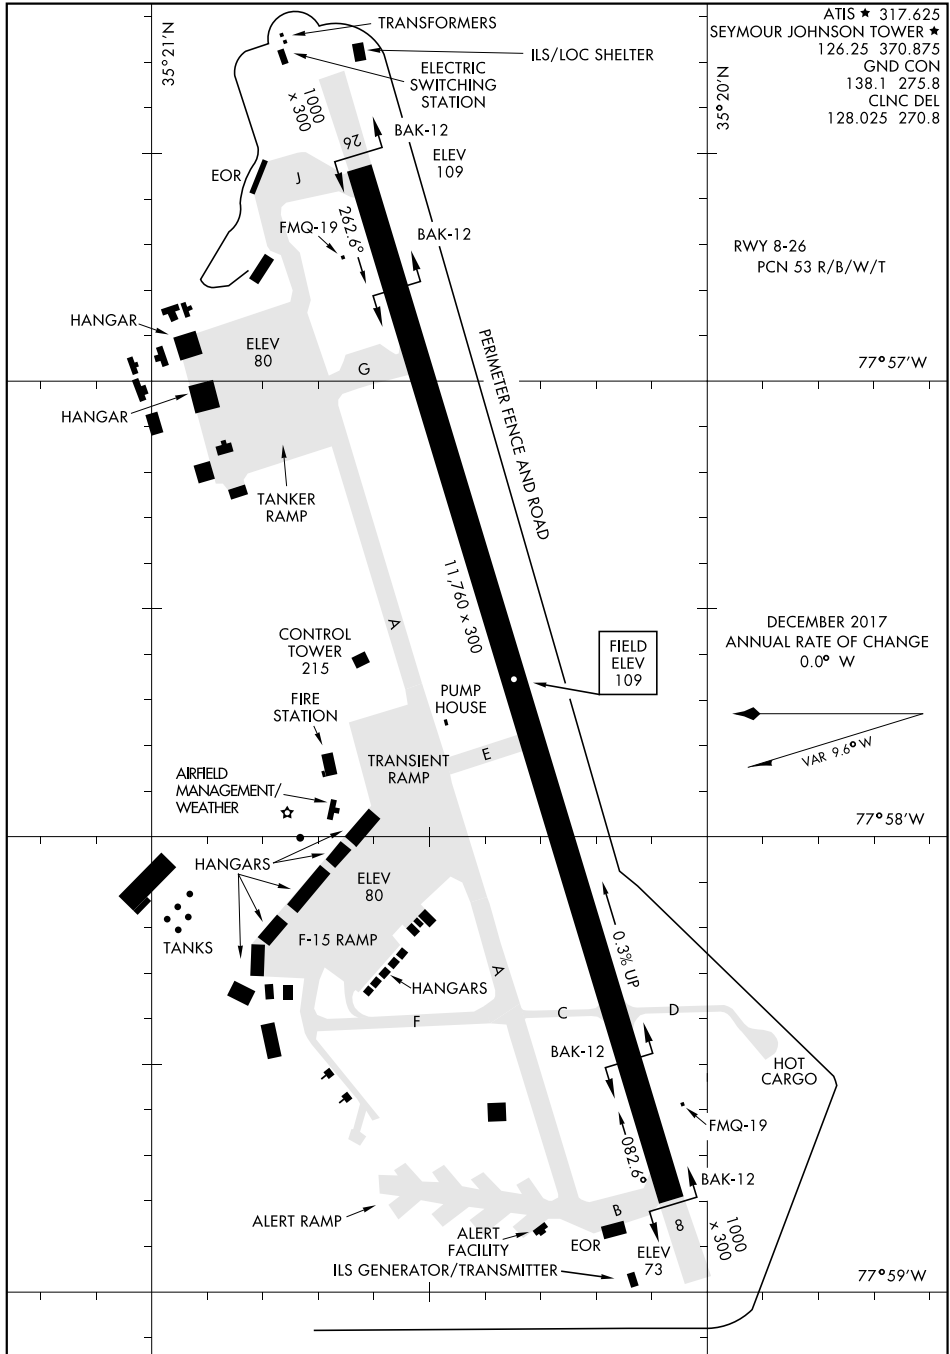 ATIS ★ 317.625
SEYMOUR JOHNSON TOWER ★
126.25 370.875
GND CON
138.1 275.8
CLNC DEL
128.025 270.8
35°21'N
35°20'N
TRANSFORMERS
ILS/LOC SHELTER
ELECTRIC
SWITCHING
STATION
1000
x 300
26
BAK-12
ELEV
109
EOR
J
FMQ-19
262.6°
BAK-12
RWY 8-26
PCN 53 R/B/W/T
HANGAR
ELEV
80
G
77°57'W
HANGAR
PERIMETER FENCE AND ROAD
TANKER
RAMP
11,760 x 300
A
CONTROL
TOWER
215
FIELD
ELEV
109
DECEMBER 2017
ANNUAL RATE OF CHANGE
0.0° W
VAR 9.6° W
FIRE
STATION
PUMP
HOUSE
E
TRANSIENT
RAMP
AIRFIELD
MANAGEMENT/
WEATHER
77°58'W
HANGARS
ELEV
80
F-15 RAMP
TANKS
0.3% UP
A
HANGARS
F
C
D
BAK-12
HOT
CARGO
FMQ-19
082.6°
BAK-12
ALERT RAMP
B
8
1000
x 300
ALERT
FACILITY
EOR
ELEV
73
ILS GENERATOR/TRANSMITTER
77°59'W